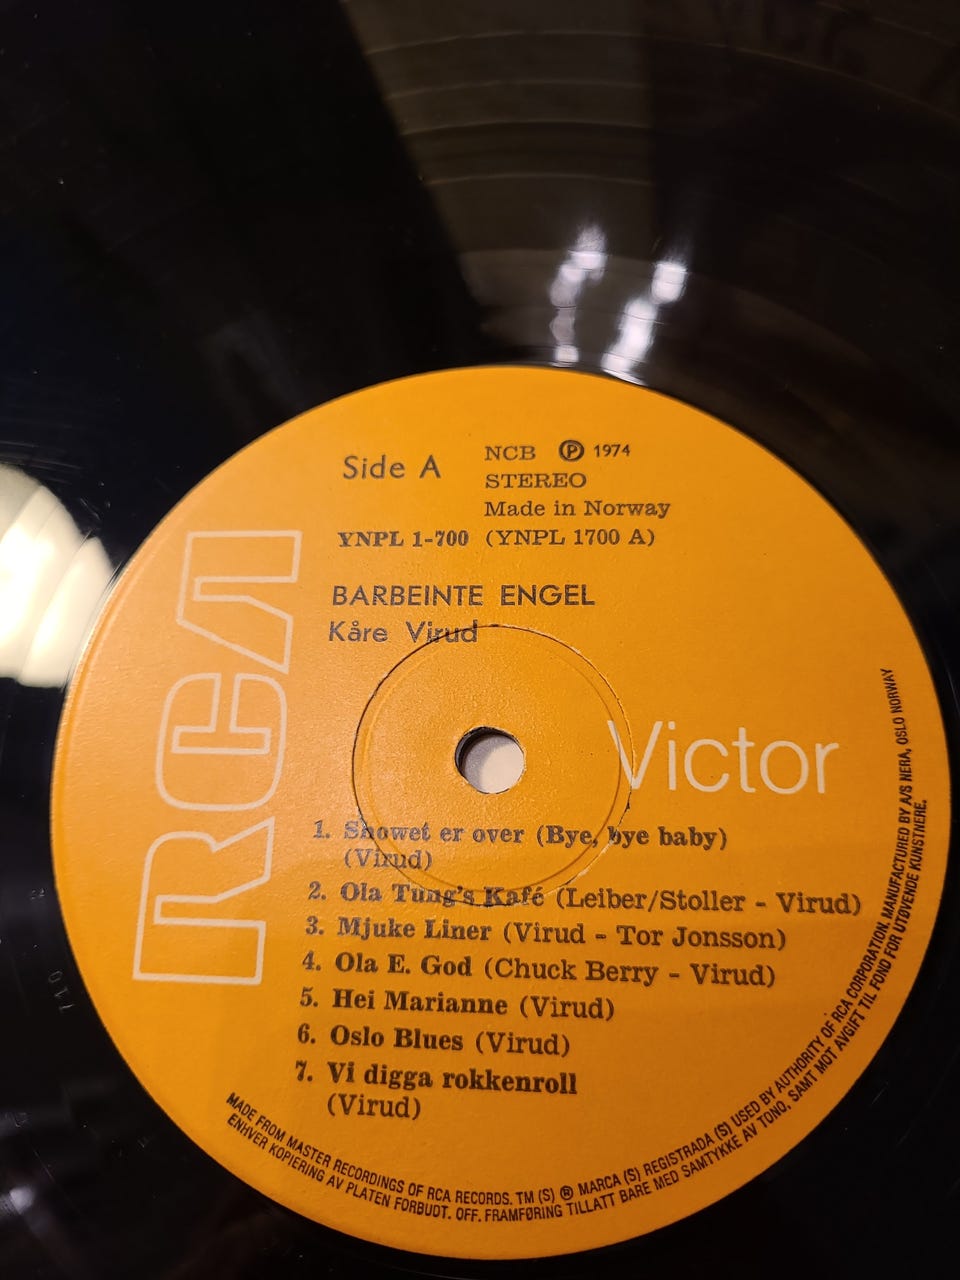 Side A
NCB Ⓟ 1974
STEREO
Made in Norway
YNPL 1-700 (YNPL 1700 A)
BARBEINTE ENGEL
Kåre Virud
RCA
Victor
1. Showet er over (Bye, bye baby)
(Virud)
2. Ola Tung's Kafé (Leiber/Stoller - Virud)
3. Mjuke Liner (Virud - Tor Jonsson)
4. Ola E. God (Chuck Berry - Virud)
5. Hei Marianne (Virud)
6. Oslo Blues (Virud)
7. Vi digga rokkenroll
(Virud)
MADE FROM MASTER RECORDINGS OF RCA RECORDS. TM (S) ® MARCA (S) REGISTRADA (S) USED BY AUTHORITY OF RCA CORPORATION. MANUFACTURED BY A/S NERA, OSLO NORWAY
ENHVER KOPIERING AV PLATEN FORBUDT. OFF. FRAMFØRING TILLATT BARE MED SAMTYKKE AV TONO, SAMT MOT AVGIFT TIL FOND FOR UTØVENDE KUNSTNERE.